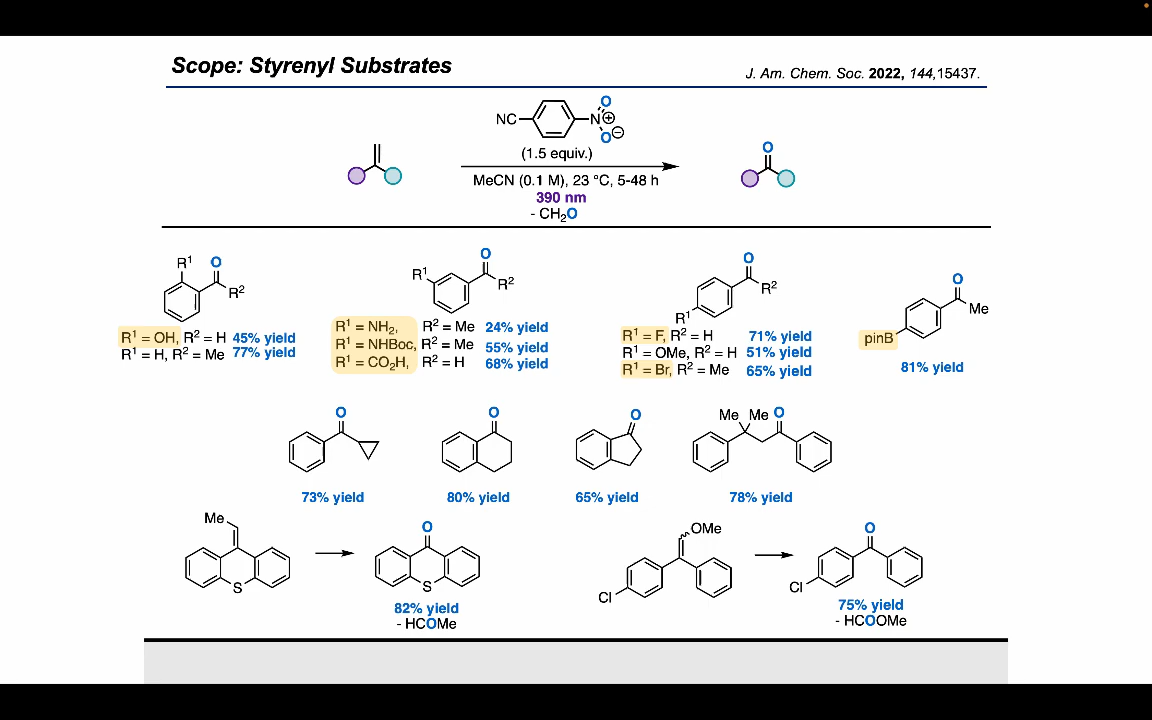 Scope: Styrenyl Substrates
J. Am. Chem. Soc. 2022, 144,15437.
NC
N⊕
O
O⊖
(1.5 equiv.)
MeCN (0.1 M), 23 °C, 5-48 h
390 nm
- CH₂O
O
R¹ O
R²
R¹ = OH, R² = H 45% yield
R¹ = H, R² = Me 77% yield
R¹ O
R²
R¹ = NH₂, R² = Me 24% yield
R¹ = NHBoc, R² = Me 55% yield
R¹ = CO₂H, R² = H 68% yield
O
R²
R¹
R¹ = F, R² = H 71% yield
R¹ = OMe, R² = H 51% yield
R¹ = Br, R² = Me 65% yield
O
Me
pinB
81% yield
O
73% yield
O
80% yield
O
65% yield
Me Me O
78% yield
Me
S
O
S
82% yield
- HCOMe
OMe
Cl
O
Cl
75% yield
- HCOOMe